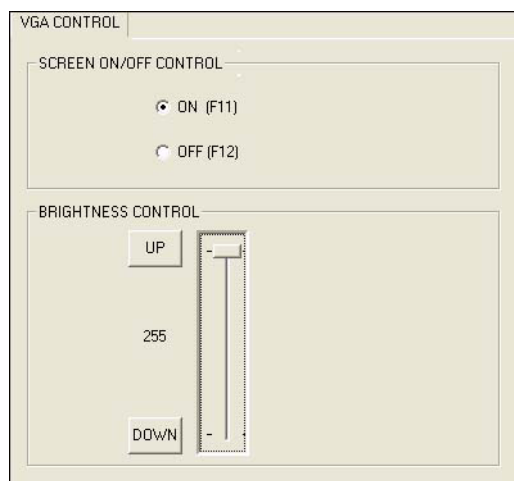 VGA CONTROL
SCREEN ON/OFF CONTROL
ON (F11)
OFF (F12)
BRIGHTNESS CONTROL
UP
255
DOWN